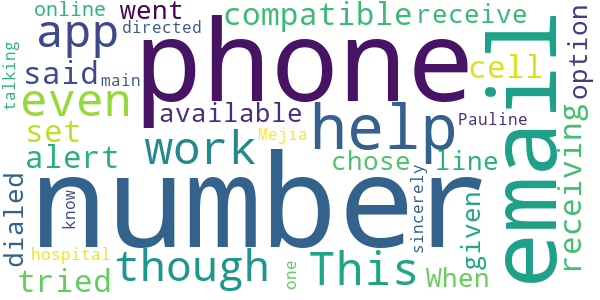 online
went
compatible
receive
app
directed
phone
email
option
talking
said
main
cell
even
available
help
Pauline
set
work
Mejia
receiving
alert
chose
line
dialed
know
number
sincerely
given
hospital
though
This
When
tried
one